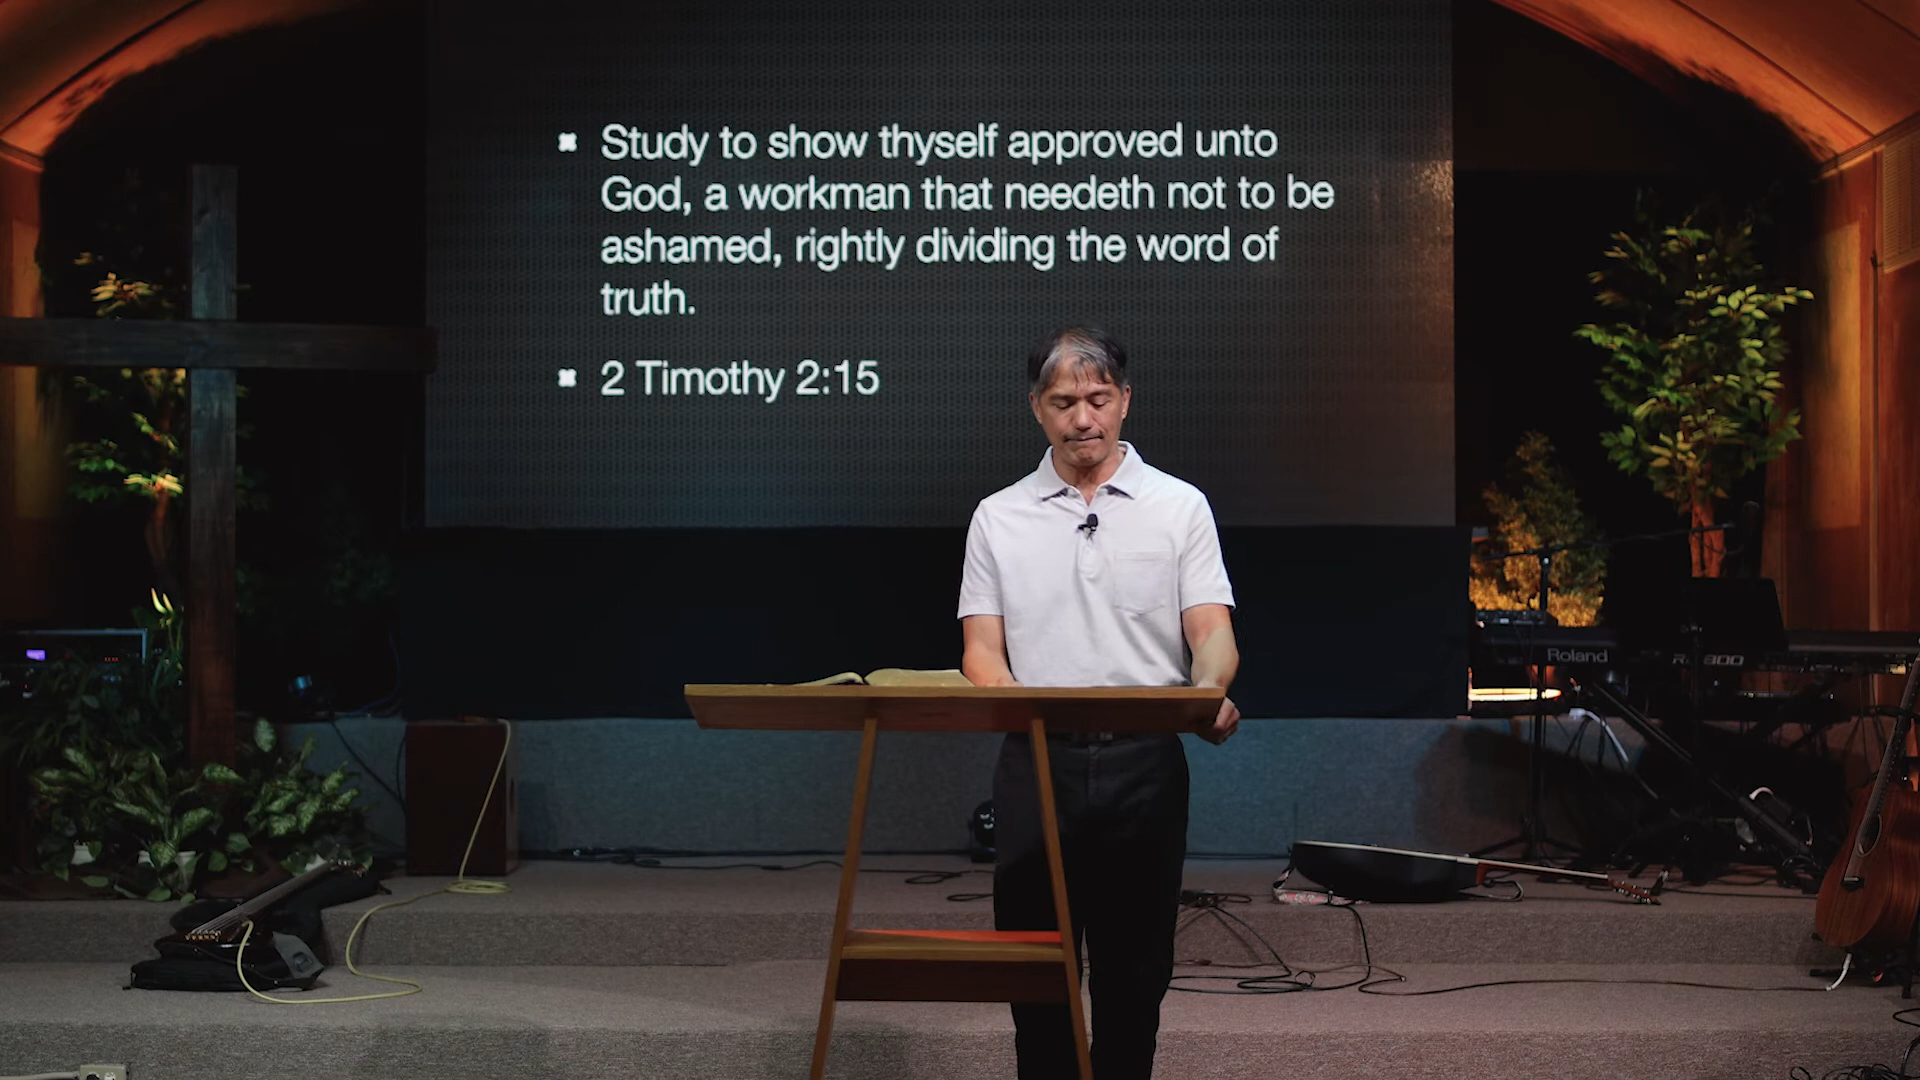 Study to show thyself approved unto
God, a workman that needeth not to be
ashamed, rightly dividing the word of
truth.
2 Timothy 2:15
Roland